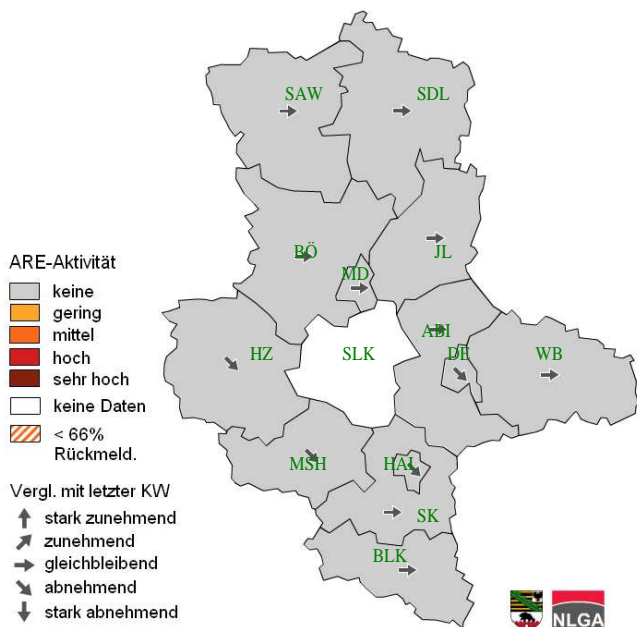 SAW
SDL
BÖ
MD
JL
ARE-Aktivität
keine
gering
mittel
hoch
sehr hoch
keine Daten
< 66%
Rückmeld.
HZ
SLK
ABI
DE
WB
MSH
HAL
SK
BLK
Vergl. mit letzter KW
stark zunehmend
zunehmend
gleichbleibend
abnehmend
stark abnehmend
NLGA